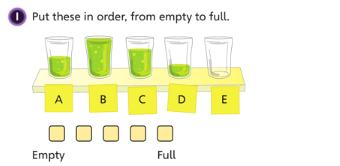 1 Put these in order, from empty to full.
A B C D E
Empty Full